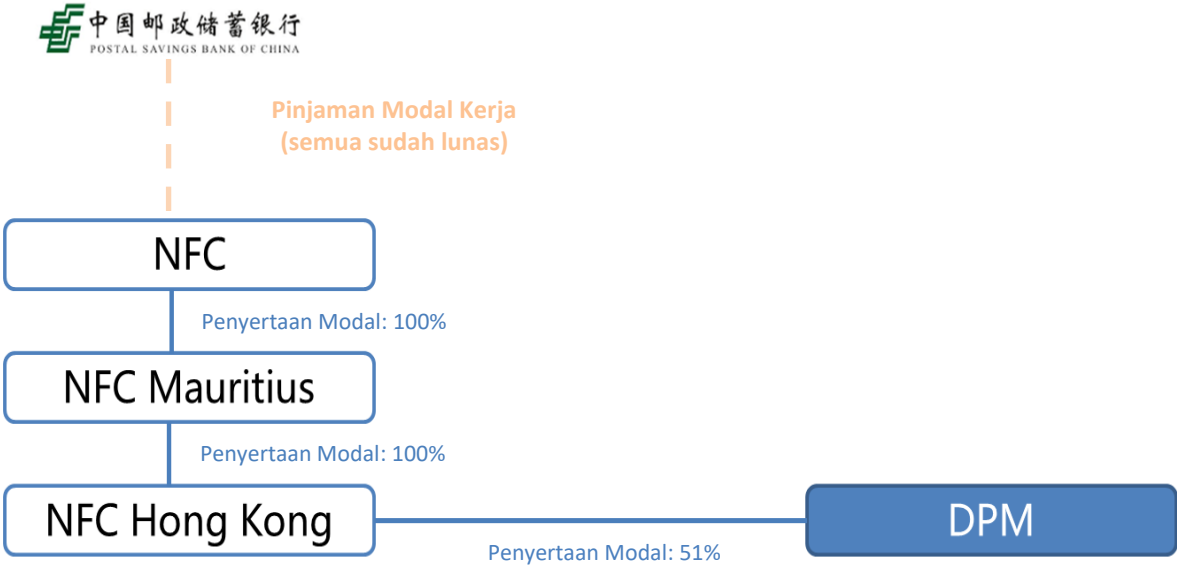 中国邮政储蓄银行
POSTAL SAVINGS BANK OF CHINA
Pinjaman Modal Kerja
(semua sudah lunas)
NFC
Penyertaan Modal: 100%
NFC Mauritius
Penyertaan Modal: 100%
NFC Hong Kong
DPM
Penyertaan Modal: 51%